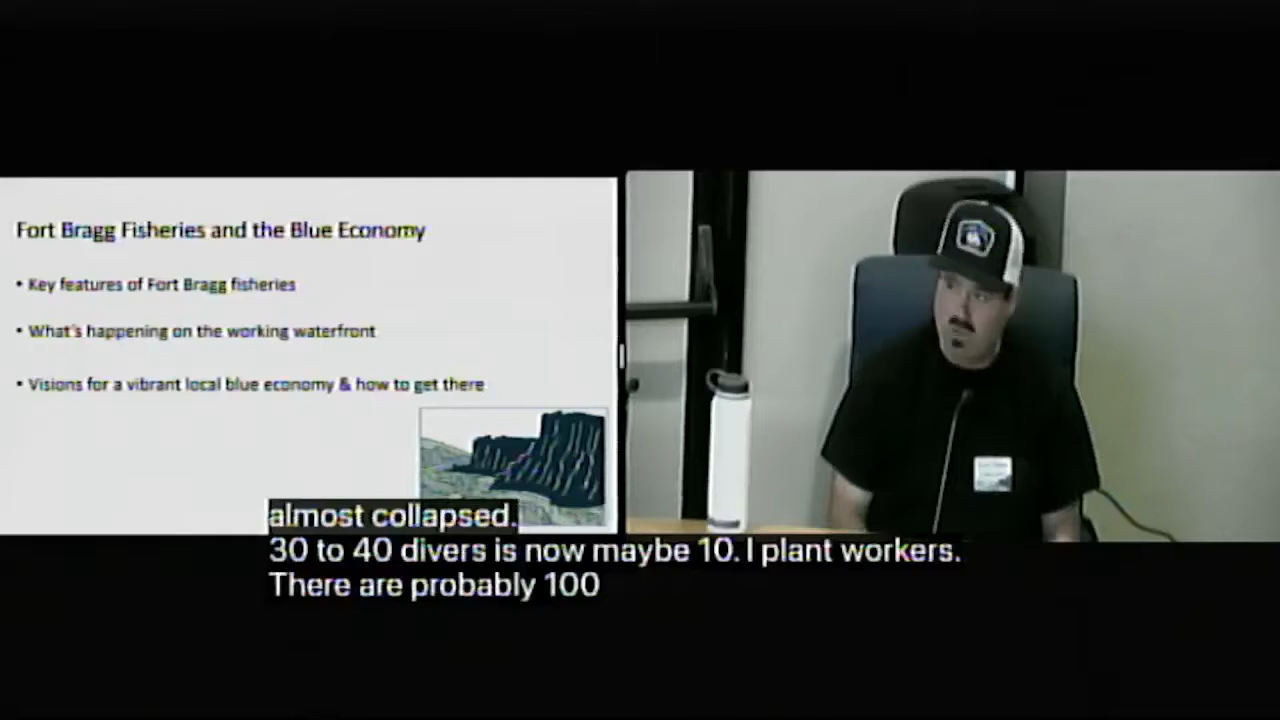 Fort Bragg Fisheries and the Blue Economy
• Key features of Fort Bragg fisheries
• What's happening on the working waterfront
• Visions for a vibrant local blue economy & how to get there
almost collapsed.
30 to 40 divers is now maybe 10. I plant workers.
There are probably 100